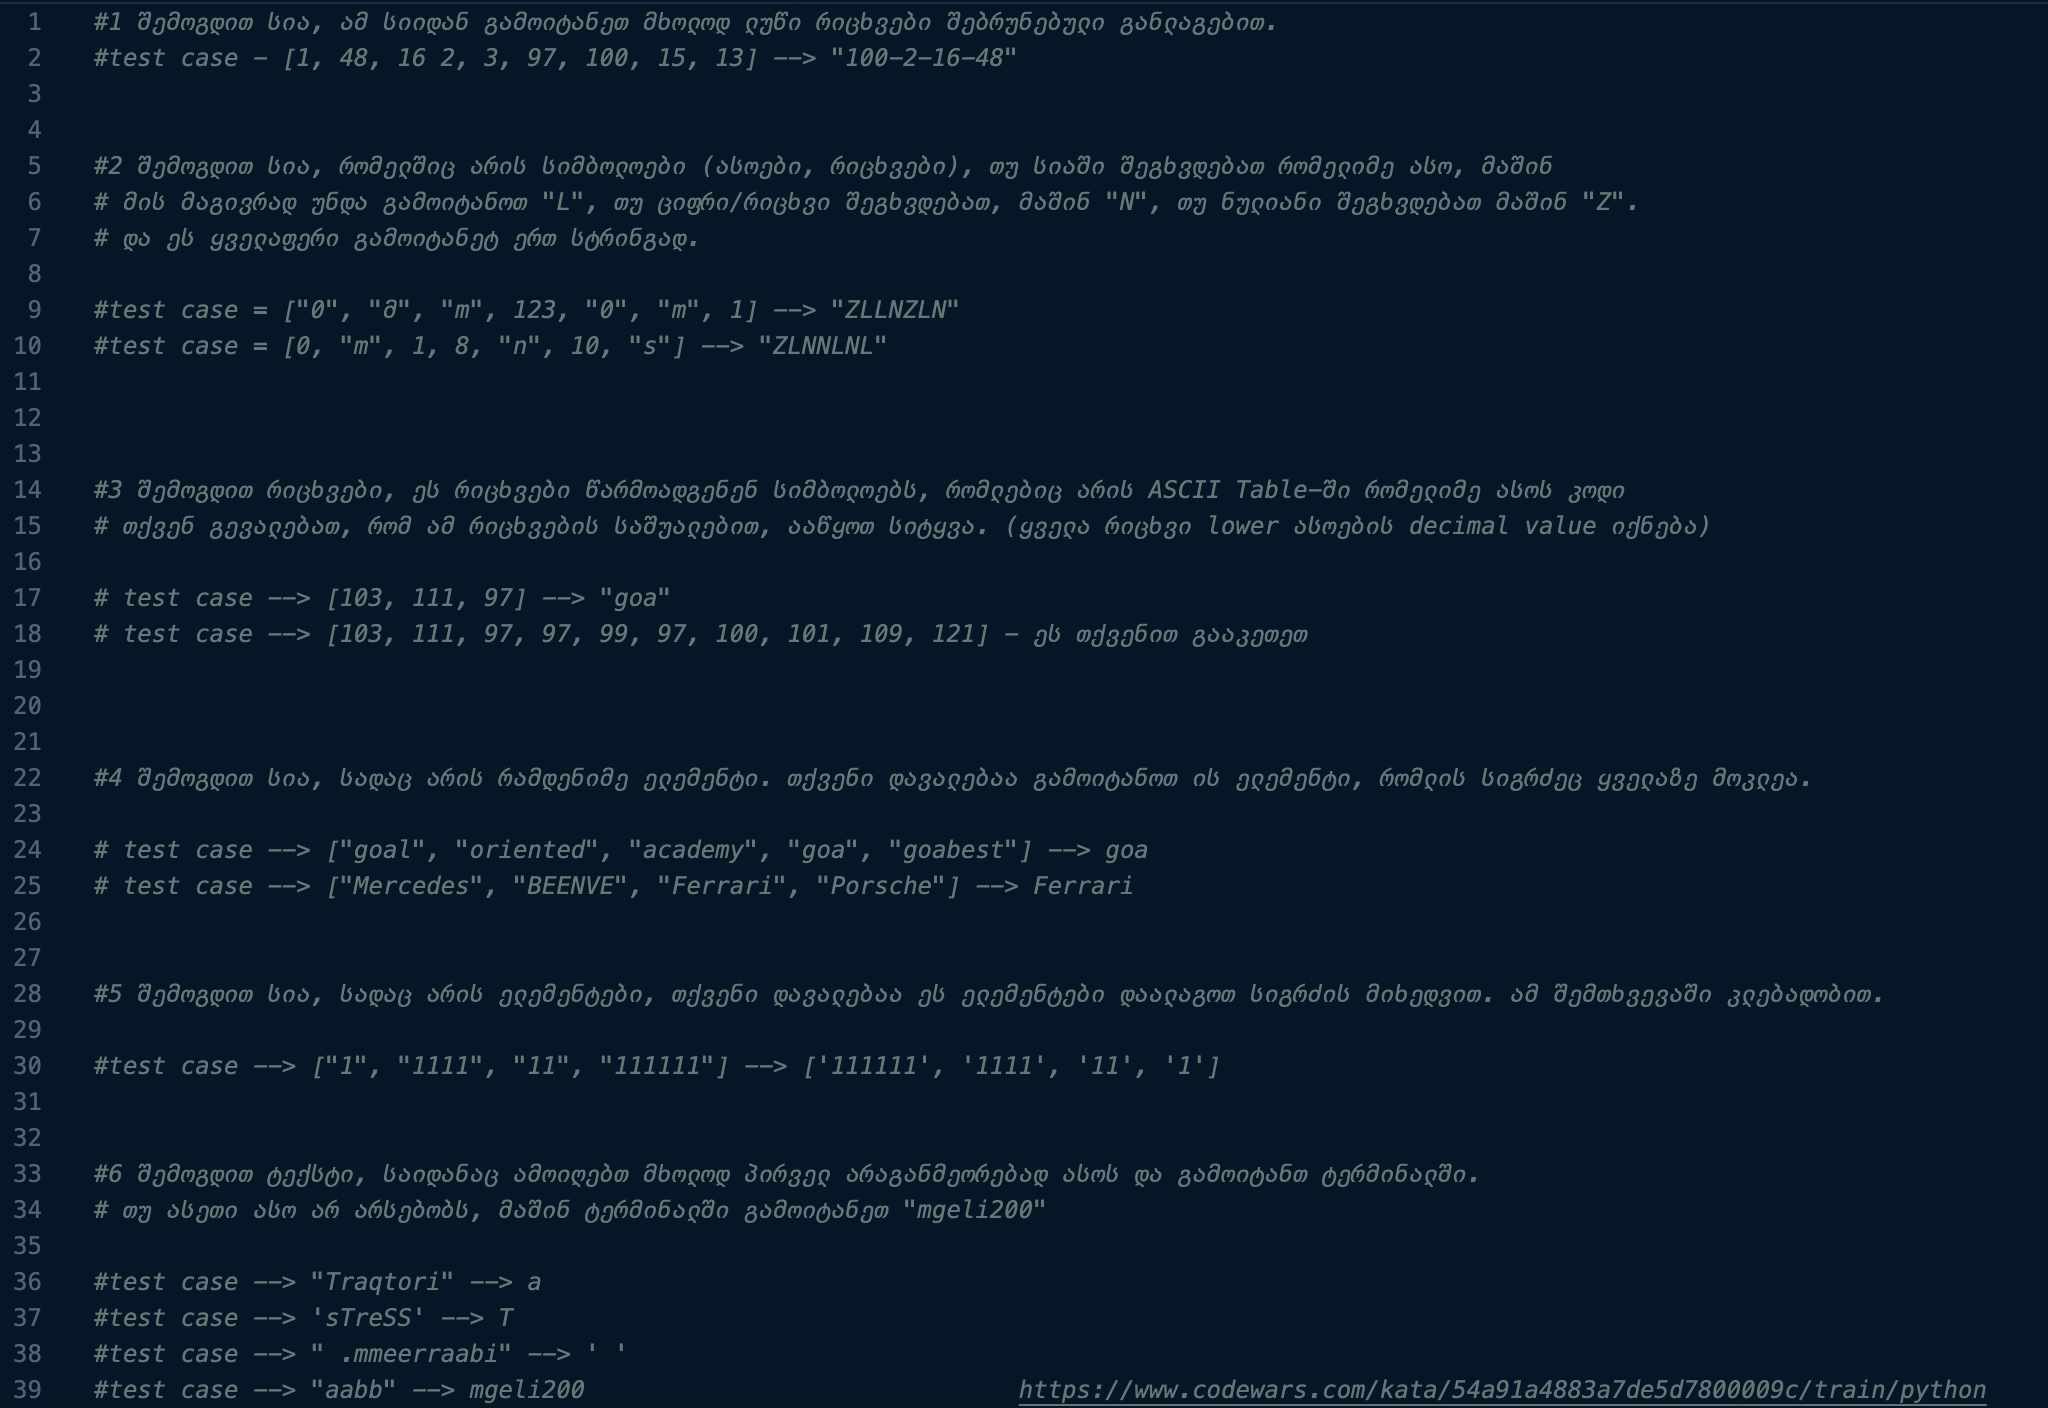 1 #1 შემოგდით სია, ამ სიიდან გამოიტანეთ მხოლოდ ლუწი რიცხვები შებრუნებული განლაგებით.
2 #test case - [1, 48, 16 2, 3, 97, 100, 15, 13] --> "100-2-16-48"
3
4
5 #2 შემოგდით სია, რომელშიც არის სიმბოლოები (ასოები, რიცხვები), თუ სიაში შეგხვდებათ რომელიმე ასო, მაშინ
6 # მის მაგივრად უნდა გამოიტანოთ "L", თუ ციფრი/რიცხვი შეგხვდებათ, მაშინ "N", თუ ნულიანი შეგხვდებათ მაშინ "Z".
7 # და ეს ყველაფერი გამოიტანეტ ერთ სტრინგად.
8
9 #test case = ["0", "მ", "m", 123, "0", "m", 1] --> "ZLLNZLN"
10 #test case = [0, "m", 1, 8, "n", 10, "s"] --> "ZLNNLNL"
11
12
13
14 #3 შემოგდით რიცხვები, ეს რიცხვები წარმოადგენენ სიმბოლოებს, რომლებიც არის ASCII Table-ში რომელიმე ასოს კოდი
15 # თქვენ გევალებათ, რომ ამ რიცხვების საშუალებით, ააწყოთ სიტყვა. (ყველა რიცხვი lower ასოების decimal value იქნება)
16
17 # test case --> [103, 111, 97] --> "goa"
18 # test case --> [103, 111, 97, 97, 99, 97, 100, 101, 109, 121] - ეს თქვენით გააკეთეთ
19
20
21
22 #4 შემოგდით სია, სადაც არის რამდენიმე ელემენტი. თქვენი დავალებაა გამოიტანოთ ის ელემენტი, რომლის სიგრძეც ყველაზე მოკლეა.
23
24 # test case --> ["goal", "oriented", "academy", "goa", "goabest"] --> goa
25 # test case --> ["Mercedes", "BEENVE", "Ferrari", "Porsche"] --> Ferrari
26
27
28 #5 შემოგდით სია, სადაც არის ელემენტები, თქვენი დავალებაა ეს ელემენტები დაალაგოთ სიგრძის მიხედვით. ამ შემთხვევაში კლებადობით.
29
30 #test case --> ["1", "1111", "11", "111111"] --> ['111111', '1111', '11', '1']
31
32
33 #6 შემოგდით ტექსტი, საიდანაც ამოიღებთ მხოლოდ პირველ არაგანმეორებად ასოს და გამოიტანთ ტერმინალში.
34 # თუ ასეთი ასო არ არსებობს, მაშინ ტერმინალში გამოიტანეთ "mgeli200"
35
36 #test case --> "Traqtori" --> a
37 #test case --> 'sTreSS' --> T
38 #test case --> " .mmeerraabi" --> ' '
39 #test case --> "aabb" --> mgeli200 https://www.codewars.com/kata/54a91a4883a7de5d7800009c/train/python